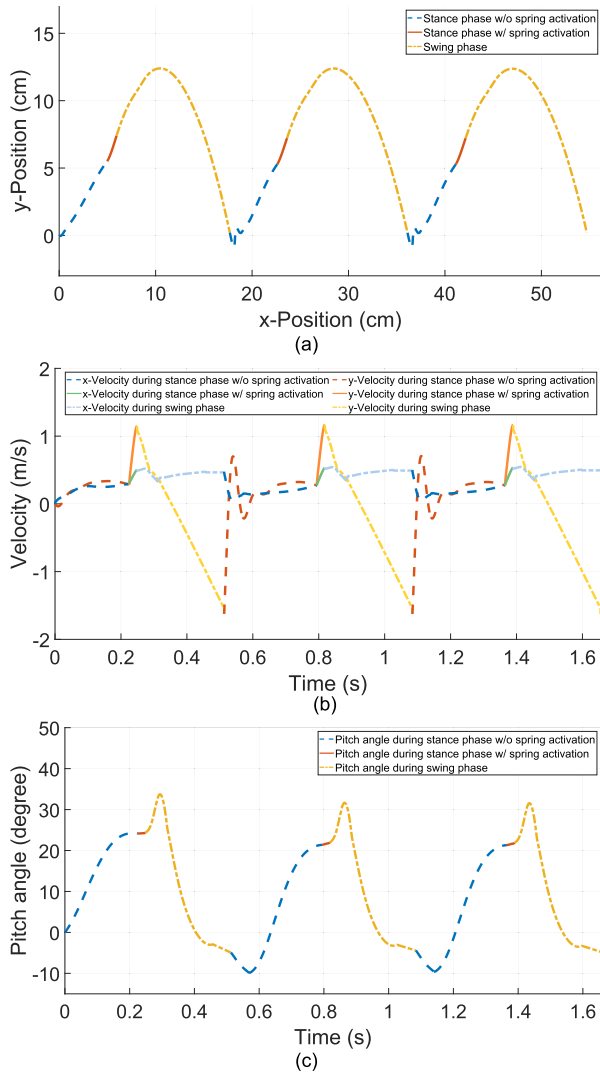 15
10
5
0
y-Position (cm)
Stance phase w/o spring activation
Stance phase w/ spring activation
Swing phase
0 10 20 30 40 50
x-Position (cm)
(a)
2
1
0
-1
-2
Velocity (m/s)
x-Velocity during stance phase w/o spring activation y-Velocity during stance phase w/o spring activation
x-Velocity during stance phase w/ spring activation y-Velocity during stance phase w/ spring activation
x-Velocity during swing phase y-Velocity during swing phase
0 0.2 0.4 0.6 0.8 1 1.2 1.4 1.6
Time (s)
(b)
50
40
30
20
10
0
-10
Pitch angle (degree)
Pitch angle during stance phase w/o spring activation
Pitch angle during stance phase w/ spring activation
Pitch angle during swing phase
0 0.2 0.4 0.6 0.8 1 1.2 1.4 1.6
Time (s)
(c)